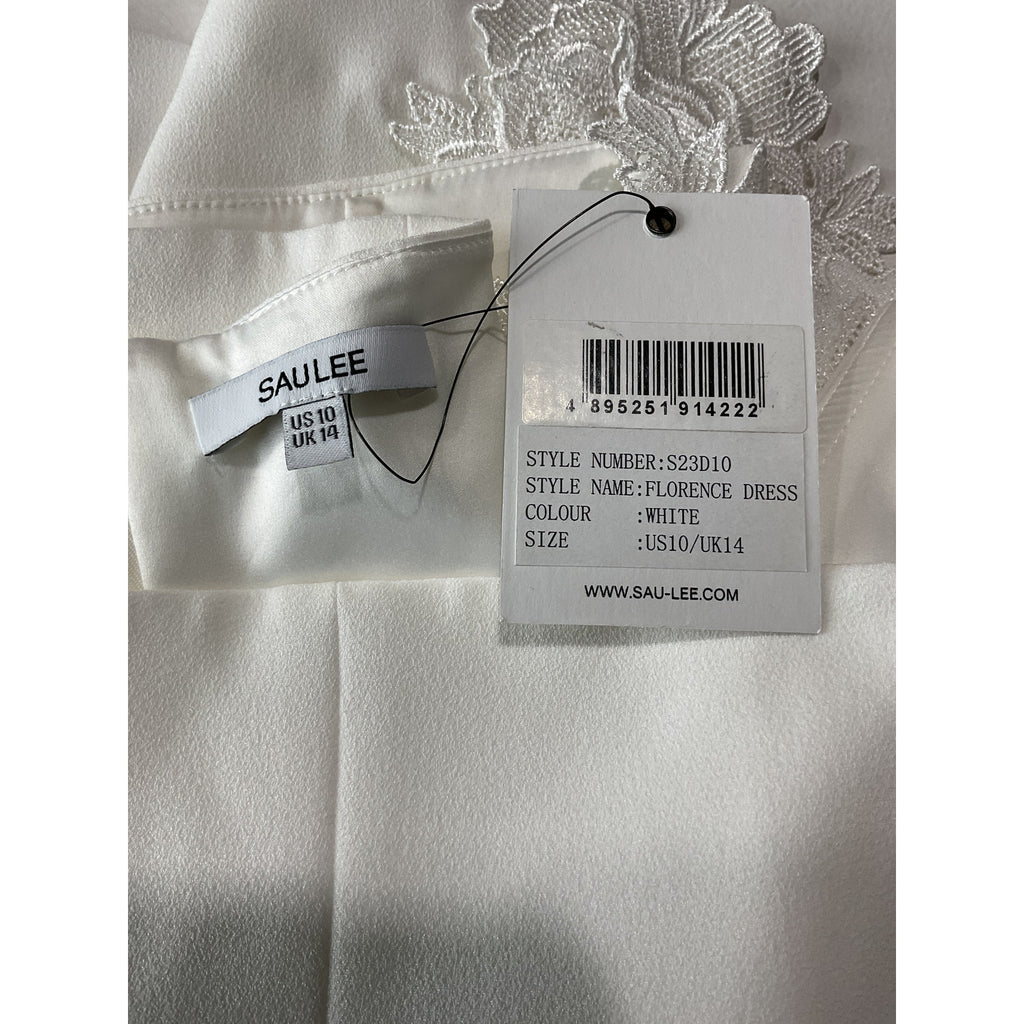 SAU LEE
US 10
UK 14
4 895251 914222
STYLE NUMBER:S23D10
STYLE NAME:FLORENCE DRESS
COLOUR :WHITE
SIZE :US10/UK14
WWW.SAU-LEE.COM